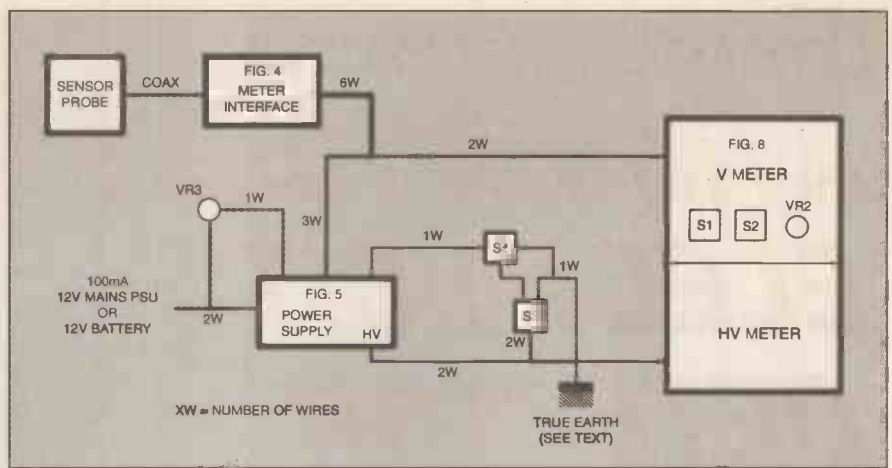 SENSOR
PROBE
COAX
FIG. 4
METER
INTERFACE
6W
2W
FIG. 8
V METER
S1
S2
VR2
HV METER
VR3
1W
3W
100mA
12V MAINS PSU
OR
12V BATTERY
2W
FIG. 5
POWER
SUPPLY
HV
1W
1W
2W
2W
TRUE EARTH
(SEE TEXT)
XW = NUMBER OF WIRES